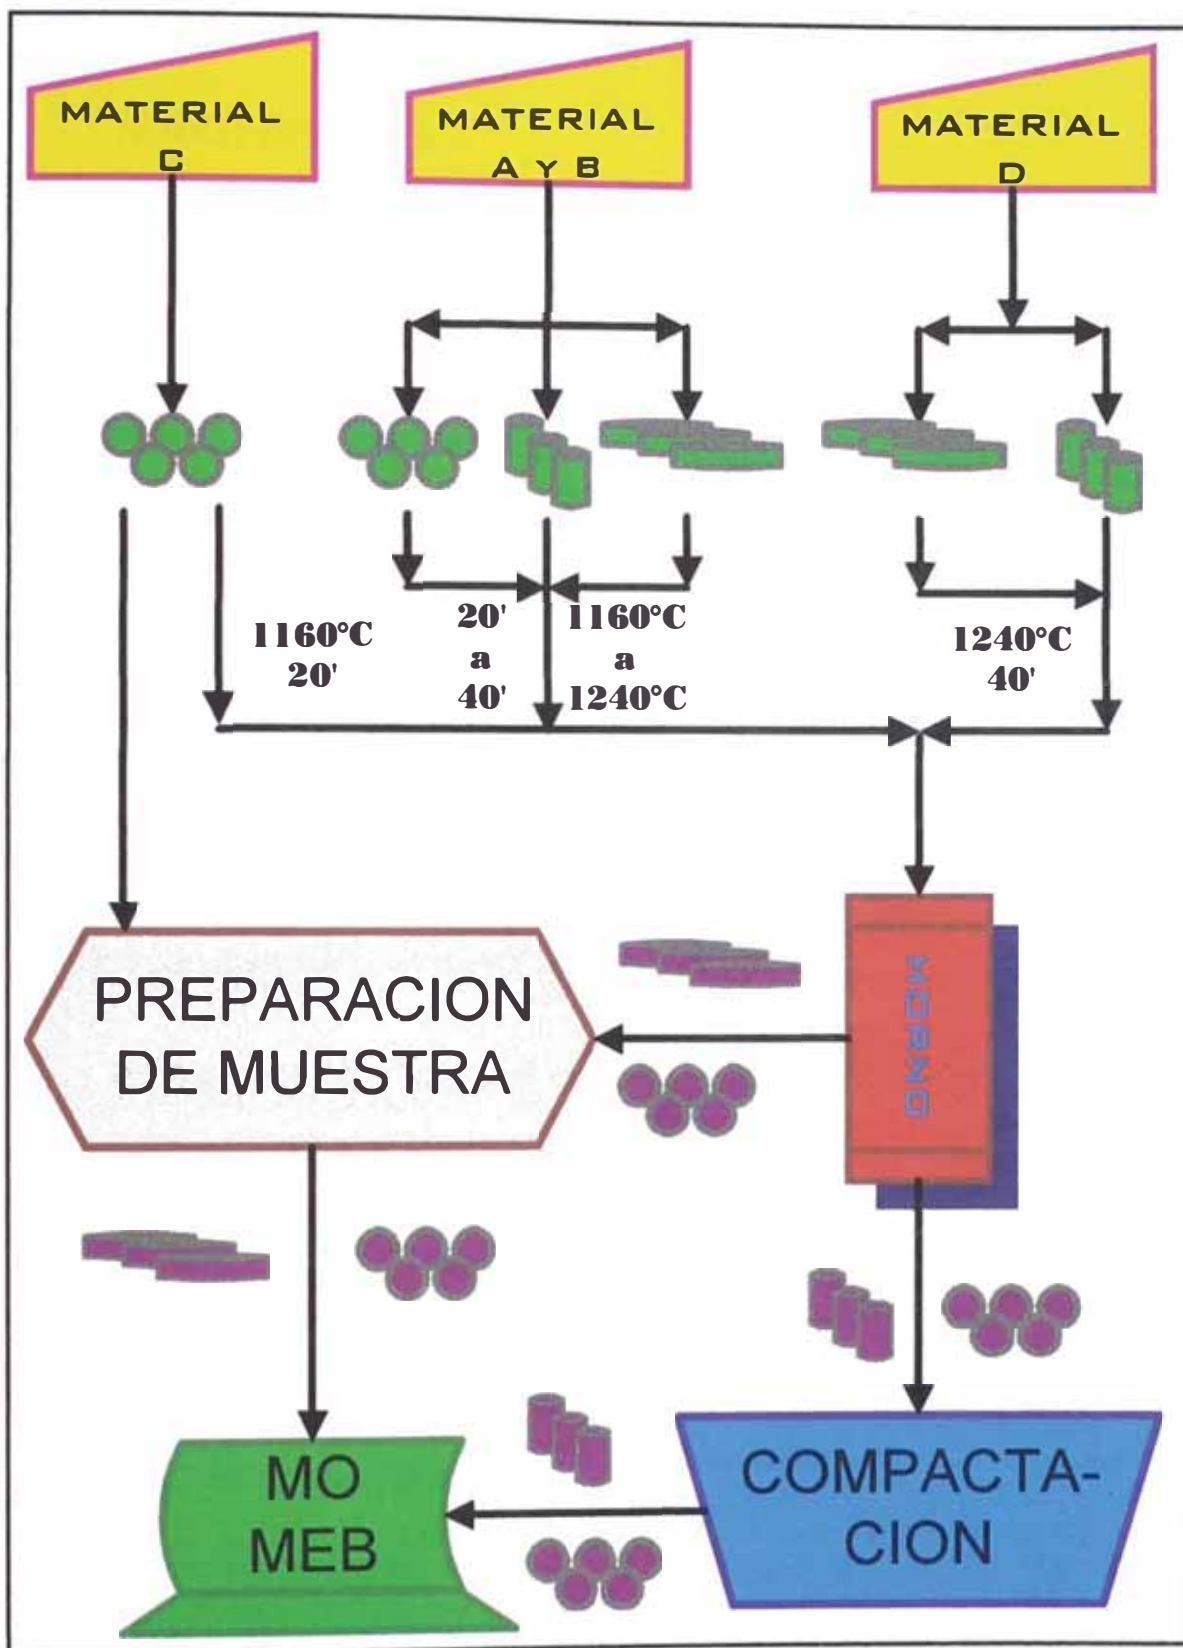 MATERIAL
C
MATERIAL
A Y B
MATERIAL
D
1160°C
20'
20'
a
40'
1160°C
a
1240°C
1240°C
40'
PREPARACION
DE MUESTRA
HORNO
MO
MEB
COMPACTA-
CION